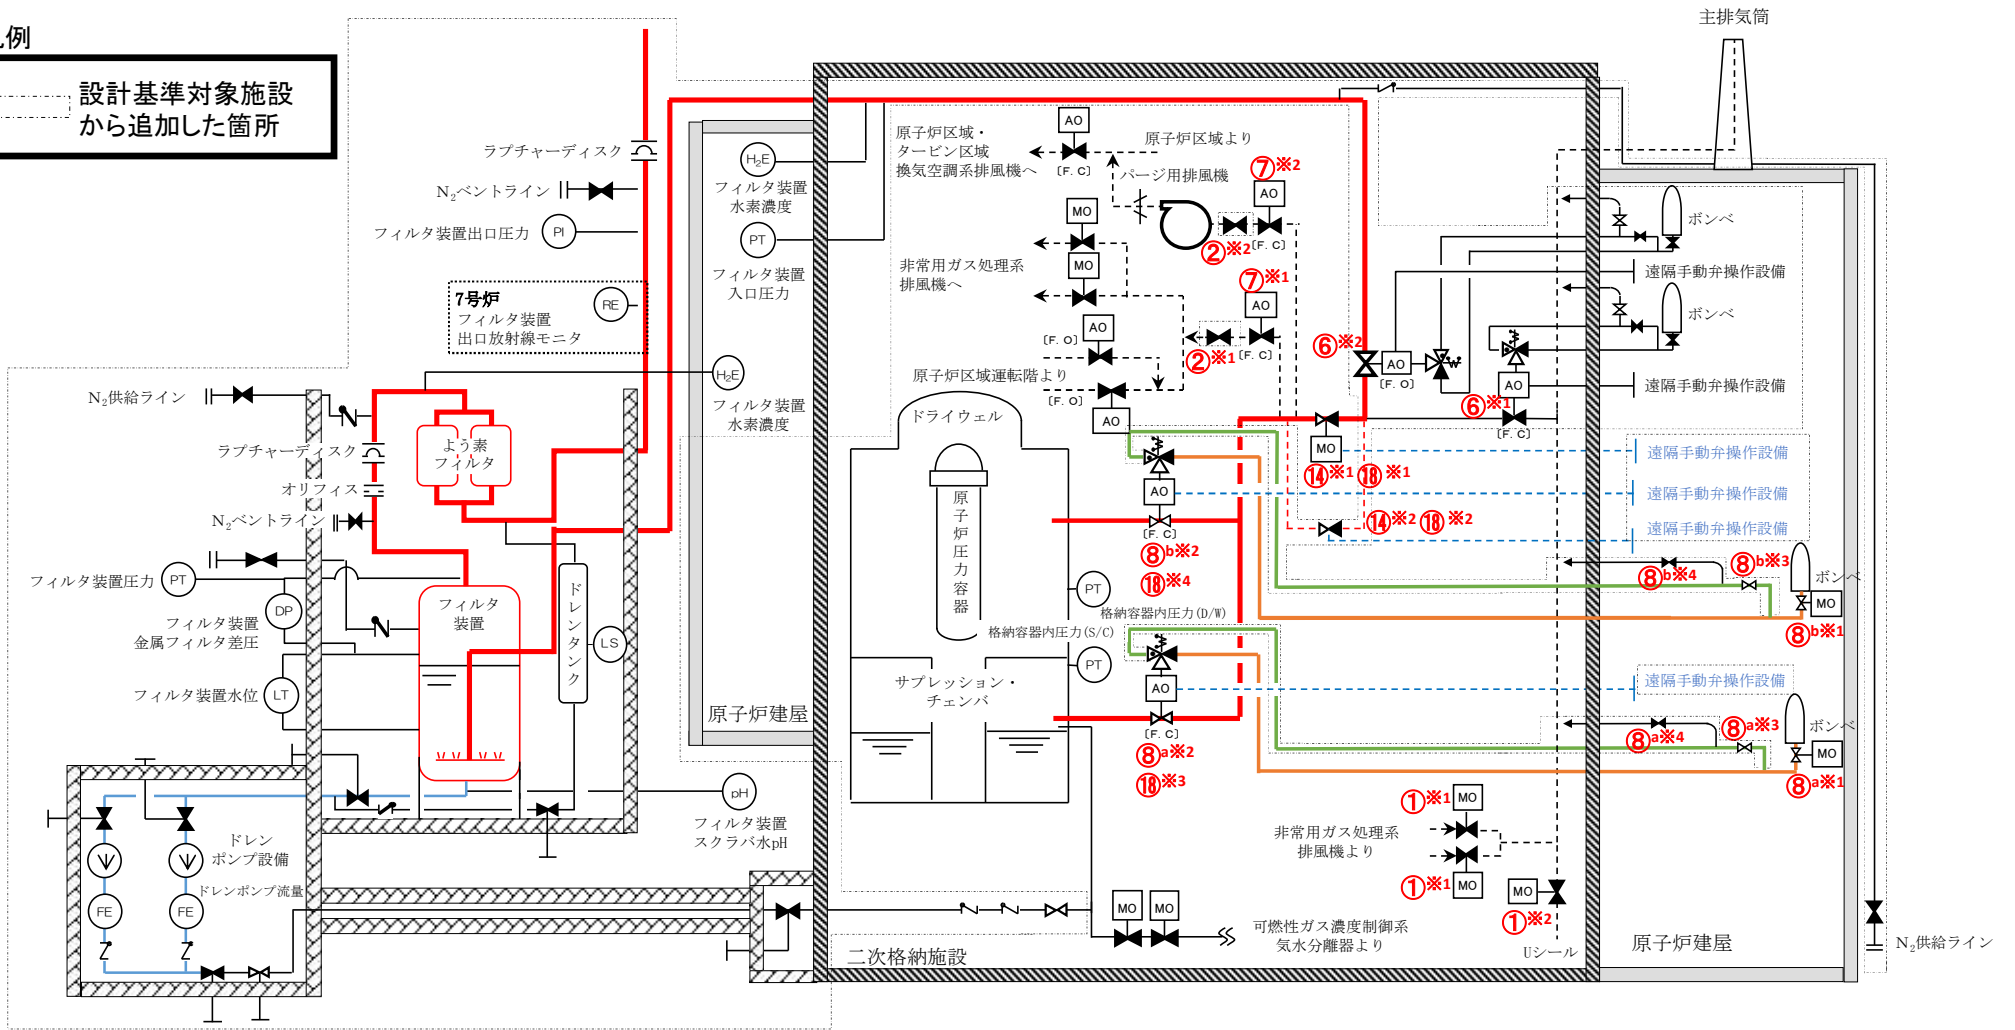 例
設計基準対象施設
から追加した箇所
主排気筒
ラプチャーディスク
N₂ベントライン
フィルタ装置出口圧力
PI
7号炉
フィルタ装置
出口放射線モニタ
RE
H₂E
フィルタ装置
水素濃度
PT
フィルタ装置
入口圧力
H₂E
フィルタ装置
水素濃度
原子炉建屋
原子炉区域・
タービン区域
換気空調系排風機へ
AO
(F. C)
原子炉区域より
パージ用排風機
⑦※2
AO
(F. C)
②※2
MO
MO
非常用ガス処理系
排風機へ
⑦※1
AO
(F. C)
②※1
AO
(F. O)
原子炉区域運転階より
(F. O)
AO
⑥※2
AO
(F. O)
⑥※1
AO
(F. C)
ボンベ
遠隔手動弁操作設備
ボンベ
遠隔手動弁操作設備
遠隔手動弁操作設備
遠隔手動弁操作設備
遠隔手動弁操作設備
MO
⑭※1
⑱※1
⑭※2
⑱※2
N₂供給ライン
ラプチャーディスク
オリフィス
N₂ベントライン
よう素
フィルタ
フィルタ装置圧力
PT
DP
フィルタ装置
金属フィルタ差圧
フィルタ装置水位
LT
フィルタ
装置
ドレンタンク
LS
ドライウェル
原子炉圧力容器
AO
(F. C)
⑧b※2
⑱※4
PT
格納容器内圧力(D/W)
格納容器内圧力(S/C)
PT
サプレッション・
チェンバ
AO
(F. C)
⑧a※2
⑱※3
⑧b※4
⑧b※3
ボンベ
MO
⑧b※1
遠隔手動弁操作設備
⑧a※4
⑧a※3
ボンベ
MO
⑧a※1
pH
フィルタ装置
スクラバ水pH
ドレン
ポンプ設備
ドレンポンプ流量
FE
FE
①※1
MO
非常用ガス処理系
排風機より
①※1
MO
MO
①※2
Uシール
MO
MO
可燃性ガス濃度制御系
気水分離器より
二次格納施設
原子炉建屋
N₂供給ライン